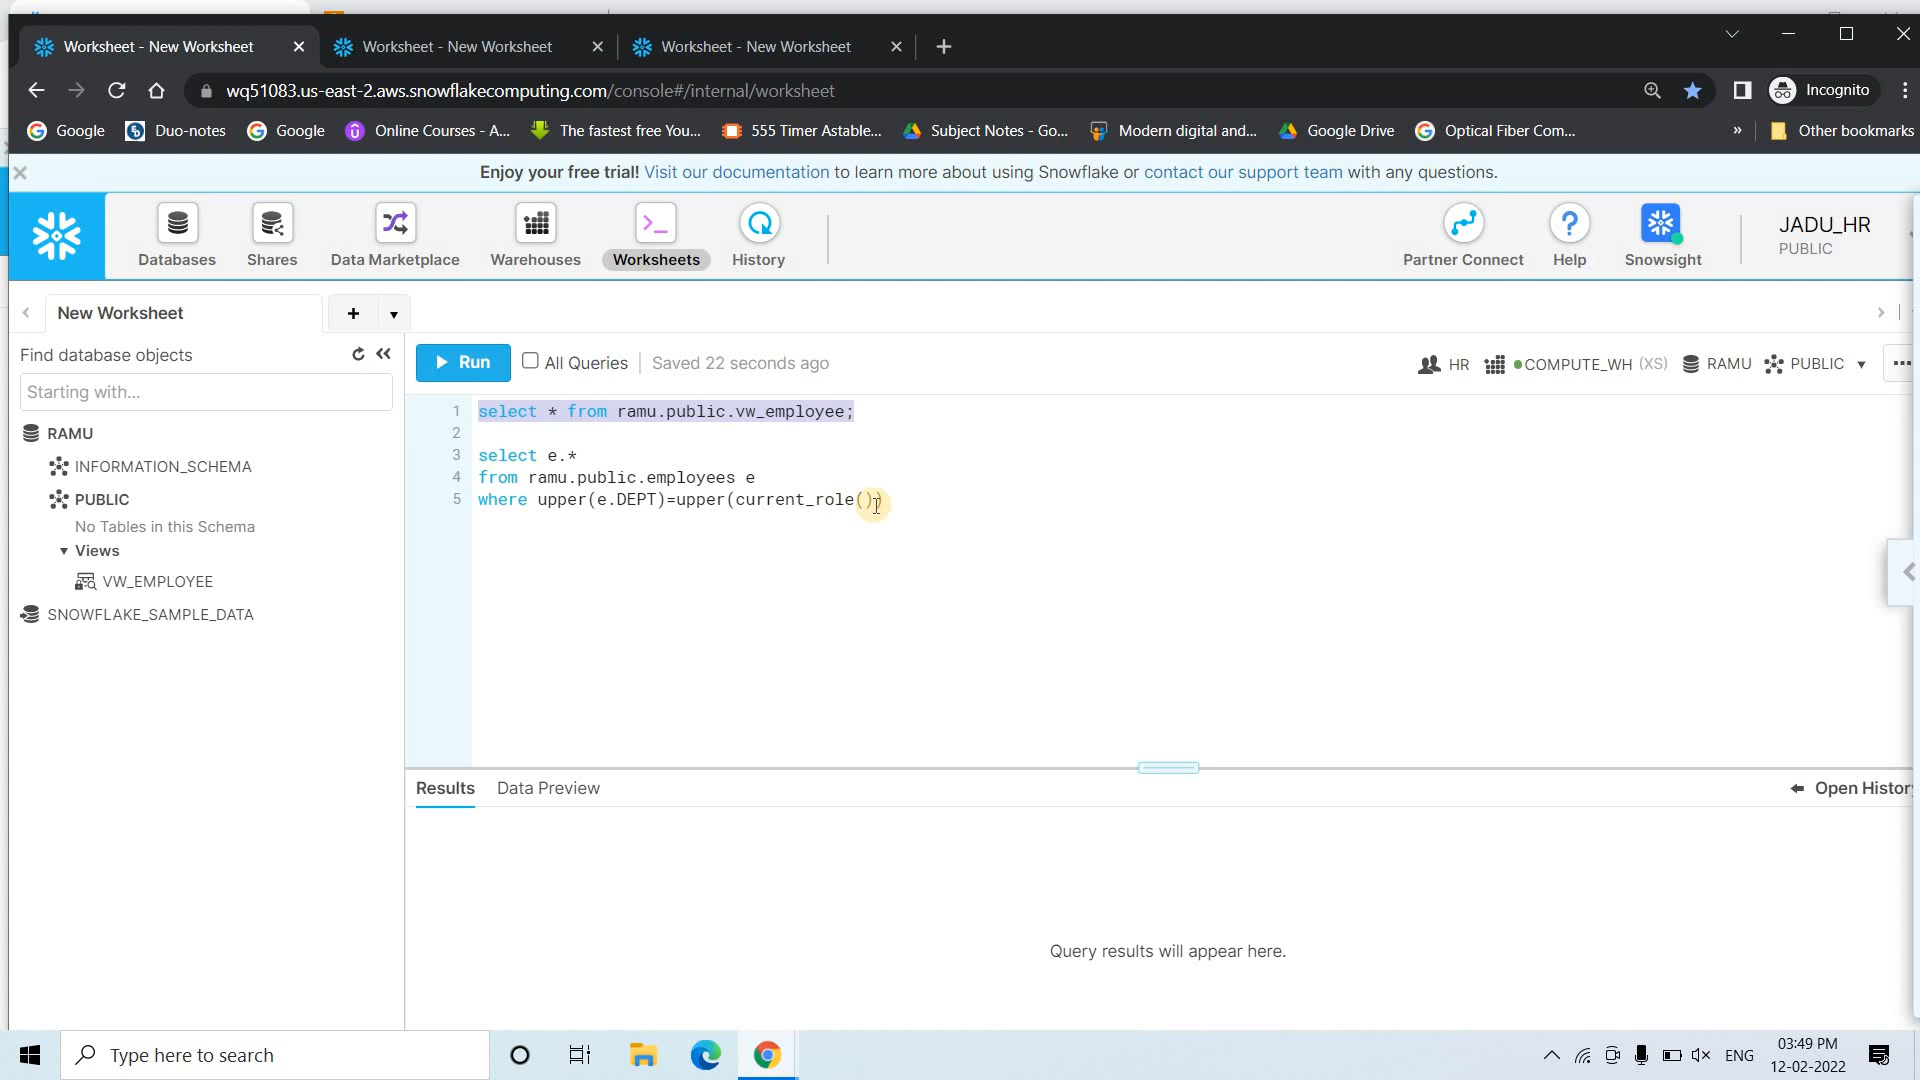 Worksheet - New Worksheet
Worksheet - New Worksheet
Worksheet - New Worksheet
wq51083.us-east-2.aws.snowflakecomputing.com/console#/internal/worksheet
Incognito
Google
Duo-notes
Google
Online Courses - A...
The fastest free You...
555 Timer Astable...
Subject Notes - Go...
Modern digital and...
Google Drive
Optical Fiber Com...
»
Other bookmarks
Enjoy your free trial! Visit our documentation to learn more about using Snowflake or contact our support team with any questions.
Databases
Shares
Data Marketplace
Warehouses
Worksheets
History
Partner Connect
Help
Snowsight
JADU_HR
PUBLIC
New Worksheet
Find database objects
Starting with...
RAMU
INFORMATION_SCHEMA
PUBLIC
No Tables in this Schema
Views
VW_EMPLOYEE
SNOWFLAKE_SAMPLE_DATA
Run
All Queries
Saved 22 seconds ago
HR
COMPUTE_WH (XS)
RAMU
PUBLIC
1 select * from ramu.public.vw_employee;
2
3 select e.*
4 from ramu.public.employees e
5 where upper(e.DEPT)=upper(current_role())
Results
Data Preview
Open History
Query results will appear here.
Type here to search
ENG
03:49 PM
12-02-2022